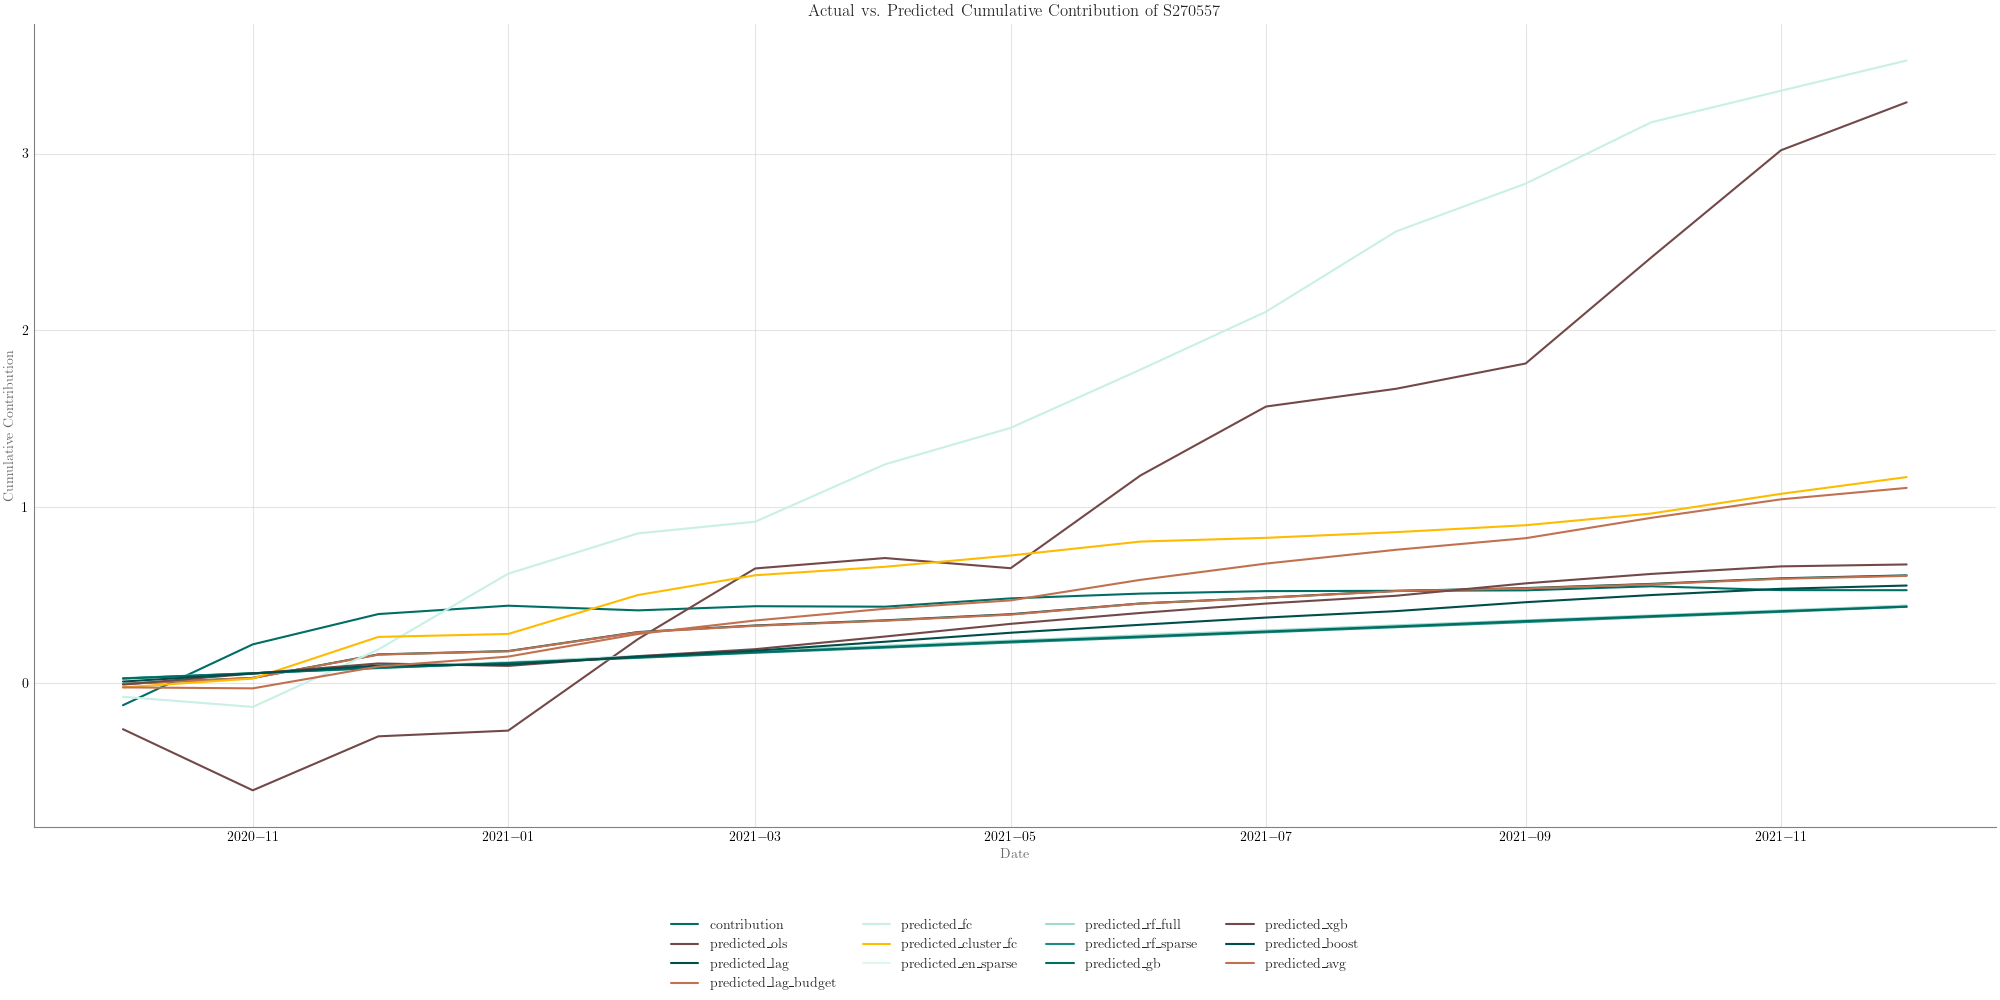 Actual vs. Predicted Cumulative Contribution of S270557
Cumulative Contribution
3
2
1
0
2020-11
2021-01
2021-03
2021-05
2021-07
2021-09
2021-11
Date
contribution
predicted_ols
predicted_lag
predicted_lag_budget
predicted_fc
predicted_cluster_fc
predicted_en_sparse
predicted_rf_full
predicted_rf_sparse
predicted_gb
predicted_xgb
predicted_boost
predicted_avg